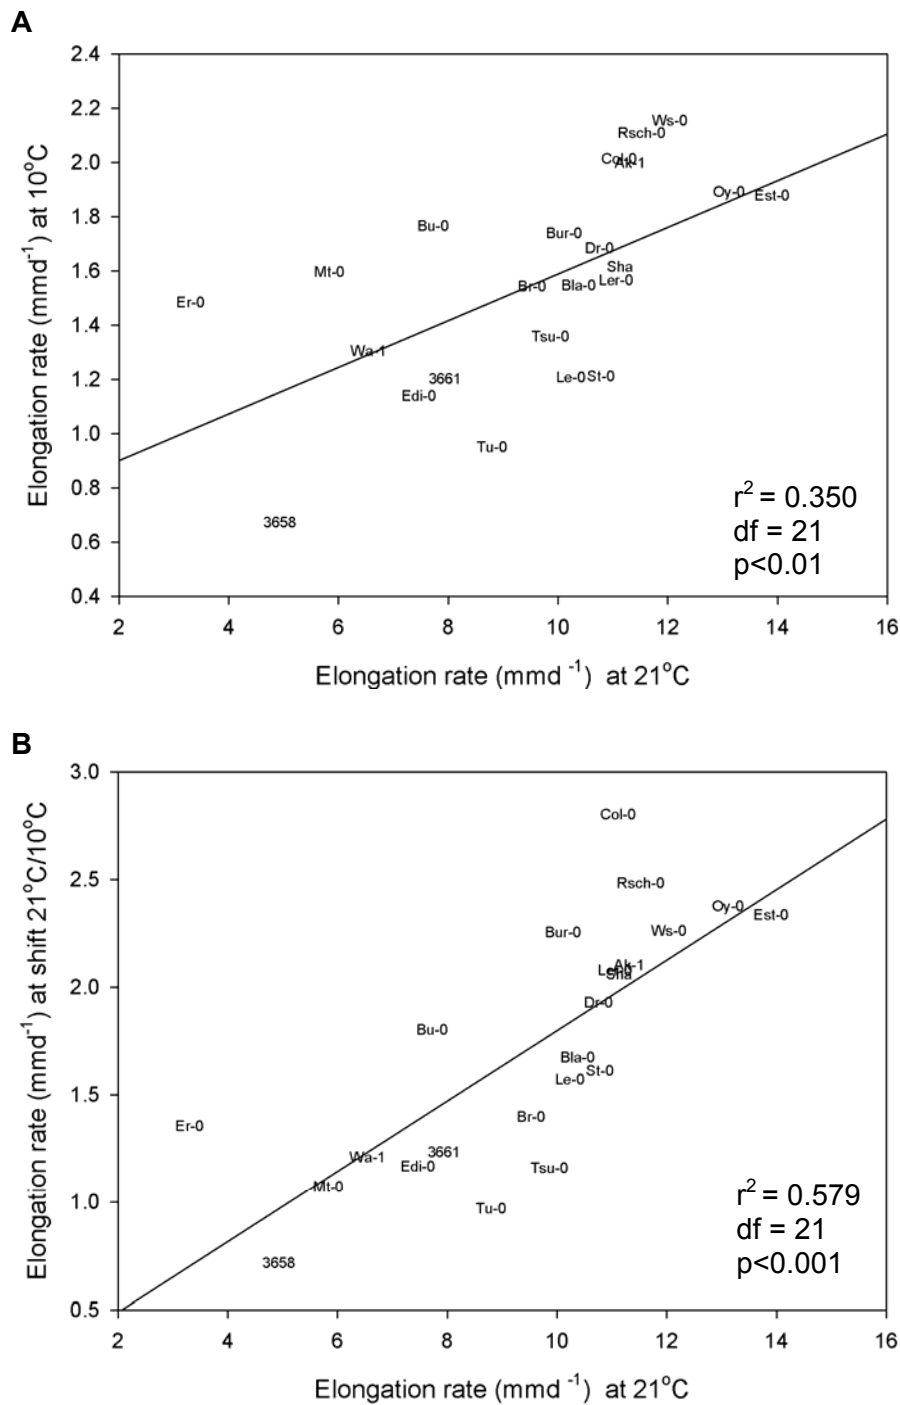 A
2.4
2.2
2.0
1.8
1.6
1.4
1.2
1.0
0.8
0.6
0.4
Elongation rate (mmd⁻¹) at 10°C
Ws-0
Rsch-0
Col-0
Ak-1
Oy-0
Est-0
Bu-0
Bur-0
Dr-0
Mt-0
Sha
Ler-0
Br-0
Bla-0
Er-0
Tsu-0
Wa-1
3661
Le-0
St-0
Edi-0
Tu-0
3658
r² = 0.350
df = 21
p<0.01
2 4 6 8 10 12 14 16
Elongation rate (mmd ⁻¹) at 21°C
B
3.0
2.5
2.0
1.5
1.0
0.5
Elongation rate (mmd⁻¹) at shift 21°C/10°C
Col-0
Rsch-0
Oy-0
Est-0
Bur-0
Ws-0
Ak-1
Ler-0
Sha
Dr-0
Bu-0
Bla-0
St-0
Le-0
Br-0
Er-0
3661
Wa-1
Edi-0
Tsu-0
Mt-0
Tu-0
3658
r² = 0.579
df = 21
p<0.001
2 4 6 8 10 12 14 16
Elongation rate (mmd ⁻¹) at 21°C